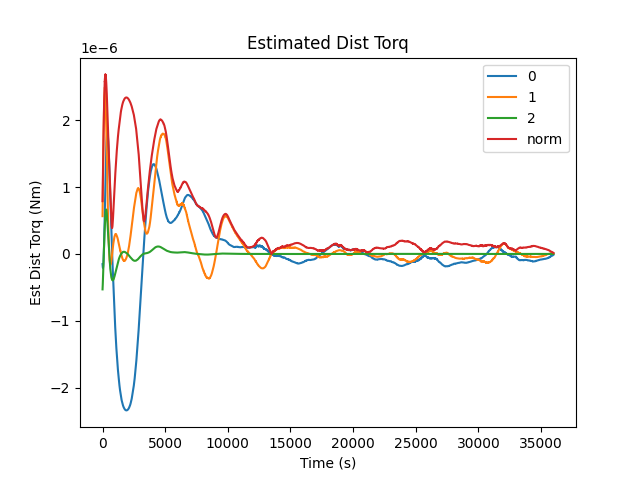 Estimated Dist Torq
1e−6
0
1
2
norm
2
1
0
−1
−2
Est Dist Torq (Nm)
0 5000 10000 15000 20000 25000 30000 35000
Time (s)